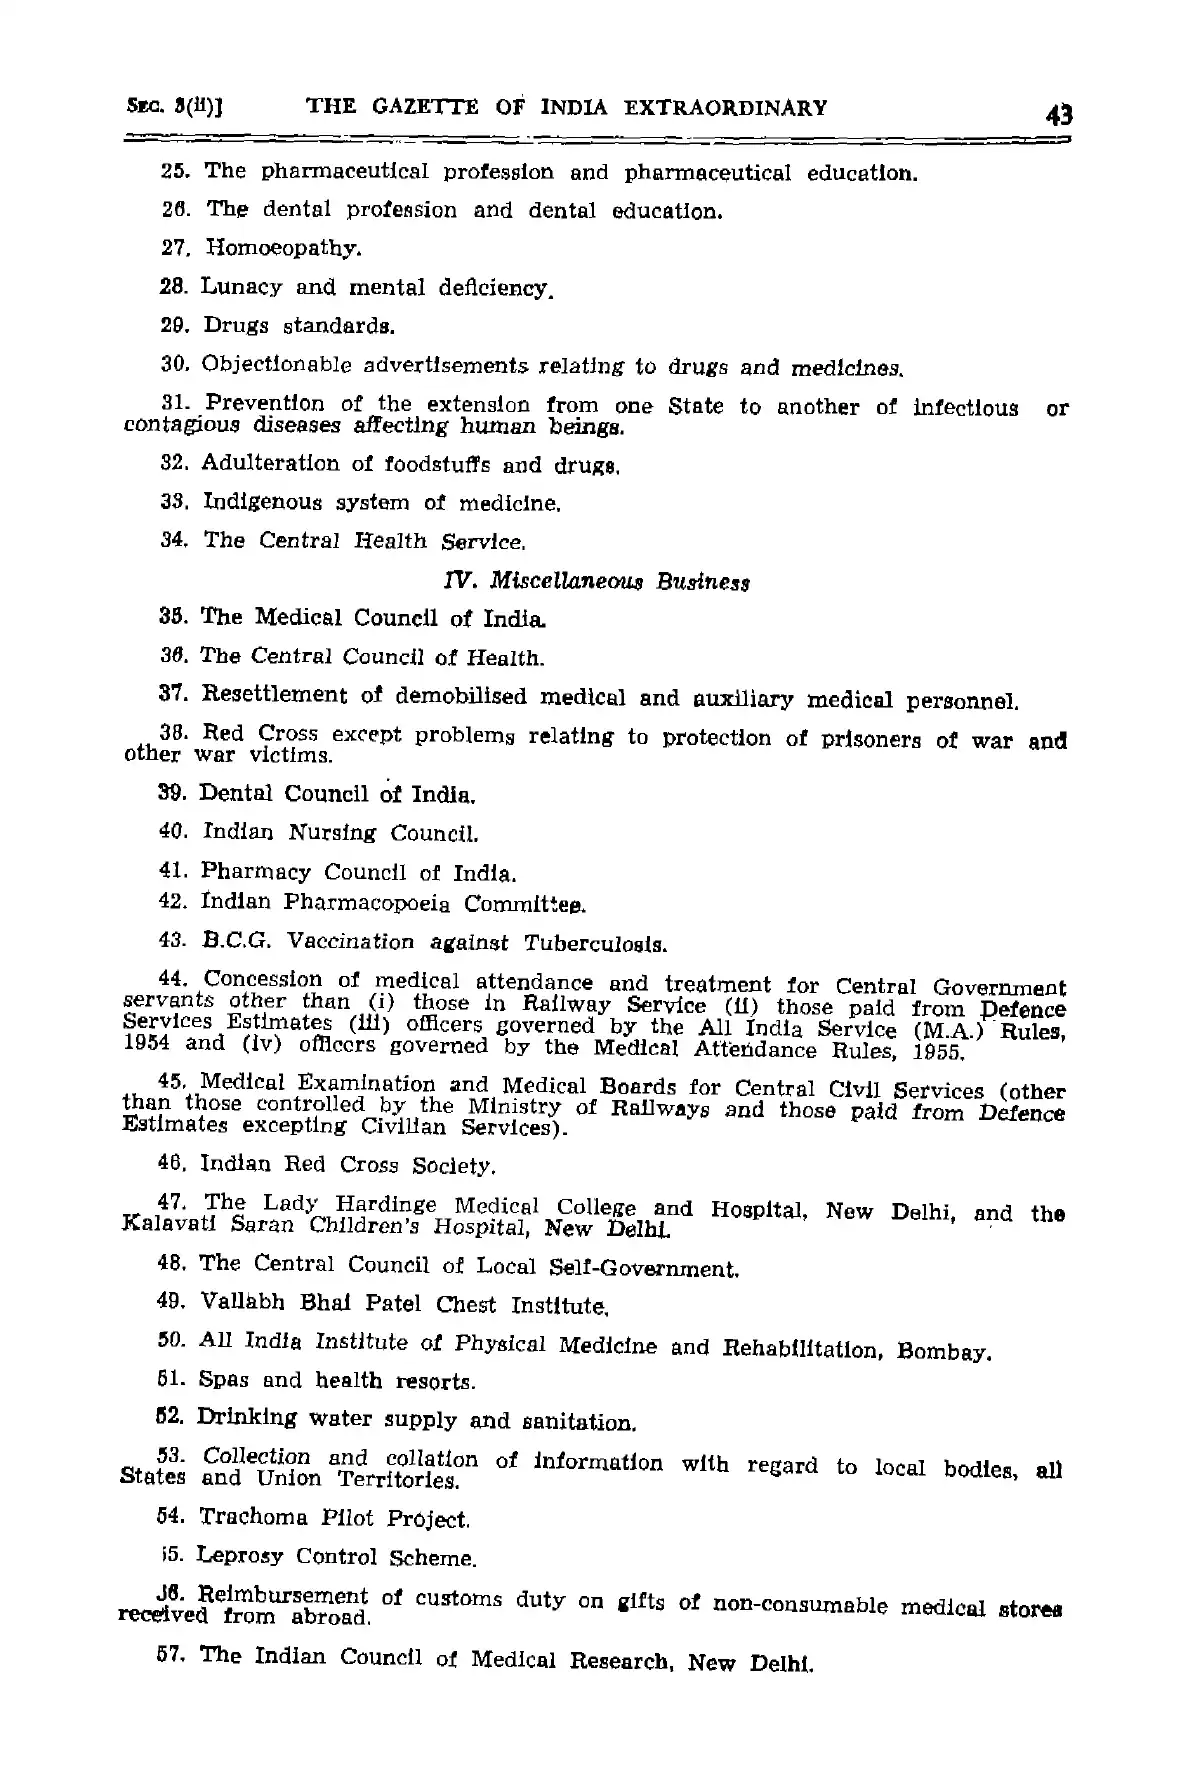 SEC. 3(ii)] THE GAZETTE OF INDIA EXTRAORDINARY 43
25. The pharmaceutical profession and pharmaceutical education.
26. The dental profession and dental education.
27. Homoeopathy.
28. Lunacy and mental deficiency.
29. Drugs standards.
30. Objectionable advertisements relating to drugs and medicines.
31. Prevention of the extension from one State to another of infectious or
contagious diseases affecting human beings.
32. Adulteration of foodstuffs and drugs.
33. Indigenous system of medicine.
34. The Central Health Service.
IV. Miscellaneous Business
35. The Medical Council of India.
36. The Central Council of Health.
37. Resettlement of demobilised medical and auxiliary medical personnel.
38. Red Cross except problems relating to protection of prisoners of war and
other war victims.
39. Dental Council of India.
40. Indian Nursing Council.
41. Pharmacy Council of India.
42. Indian Pharmacopoeia Committee.
43. B.C.G. Vaccination against Tuberculosis.
44. Concession of medical attendance and treatment for Central Government
servants other than (i) those in Railway Service (ii) those paid from Defence
Services Estimates (iii) officers governed by the All India Service (M.A.) Rules,
1954 and (iv) officers governed by the Medical Attendance Rules, 1955.
45. Medical Examination and Medical Boards for Central Civil Services (other
than those controlled by the Ministry of Railways and those paid from Defence
Estimates excepting Civilian Services).
46. Indian Red Cross Society.
47. The Lady Hardinge Medical College and Hospital, New Delhi, and the
Kalavati Saran Children's Hospital, New Delhi.
48. The Central Council of Local Self-Government.
49. Vallabh Bhai Patel Chest Institute.
50. All India Institute of Physical Medicine and Rehabilitation, Bombay.
51. Spas and health resorts.
52. Drinking water supply and sanitation.
53. Collection and collation of information with regard to local bodies, all
States and Union Territories.
54. Trachoma Pilot Project.
55. Leprosy Control Scheme.
56. Reimbursement of customs duty on gifts of non-consumable medical stores
received from abroad.
57. The Indian Council of Medical Research, New Delhi.